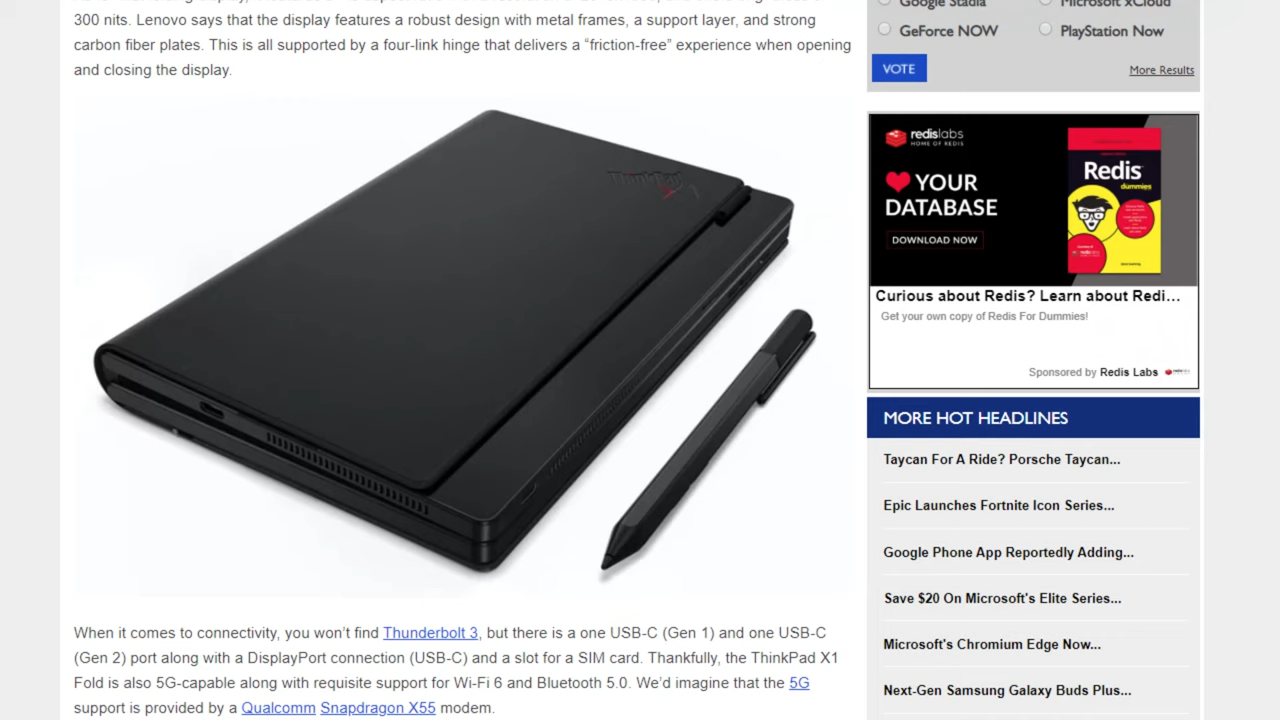 300 nits. Lenovo says that the display features a robust design with metal frames, a support layer, and strong
carbon fiber plates. This is all supported by a four-link hinge that delivers a “friction-free” experience when opening
and closing the display.
ThinkPad
X1
When it comes to connectivity, you won’t find Thunderbolt 3, but there is a one USB-C (Gen 1) and one USB-C
(Gen 2) port along with a DisplayPort connection (USB-C) and a slot for a SIM card. Thankfully, the ThinkPad X1
Fold is also 5G-capable along with requisite support for Wi-Fi 6 and Bluetooth 5.0. We’d imagine that the 5G
support is provided by a Qualcomm Snapdragon X55 modem.
Google Stadia
Microsoft xCloud
GeForce NOW
PlayStation Now
VOTE
More Results
redislabs
HOME OF REDIS
YOUR
DATABASE
DOWNLOAD NOW
Redis
dummies
Curious about Redis? Learn about Redi...
Get your own copy of Redis For Dummies!
Sponsored by Redis Labs
MORE HOT HEADLINES
Taycan For A Ride? Porsche Taycan...
Epic Launches Fortnite Icon Series...
Google Phone App Reportedly Adding...
Save $20 On Microsoft's Elite Series...
Microsoft's Chromium Edge Now...
Next-Gen Samsung Galaxy Buds Plus...